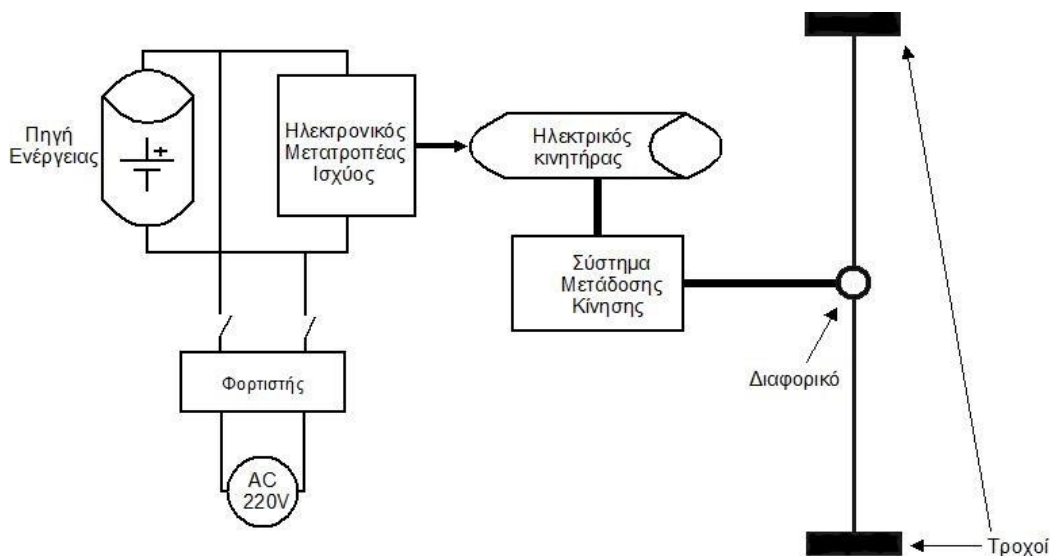 Πηγή
Ενέργειας
+
Ηλεκτρονικός
Μετατροπέας
Ισχύος
Ηλεκτρικός
κινητήρας
Σύστημα
Μετάδοσης
Κίνησης
Διαφορικό
Φορτιστής
AC
220V
Τροχοί